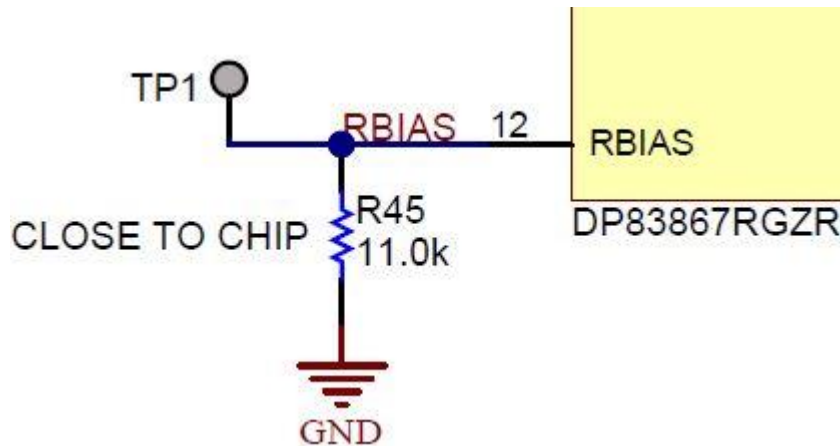 TP1
RBIAS 12 RBIAS
R45
CLOSE TO CHIP 11.0k
DP83867RGZR
GND